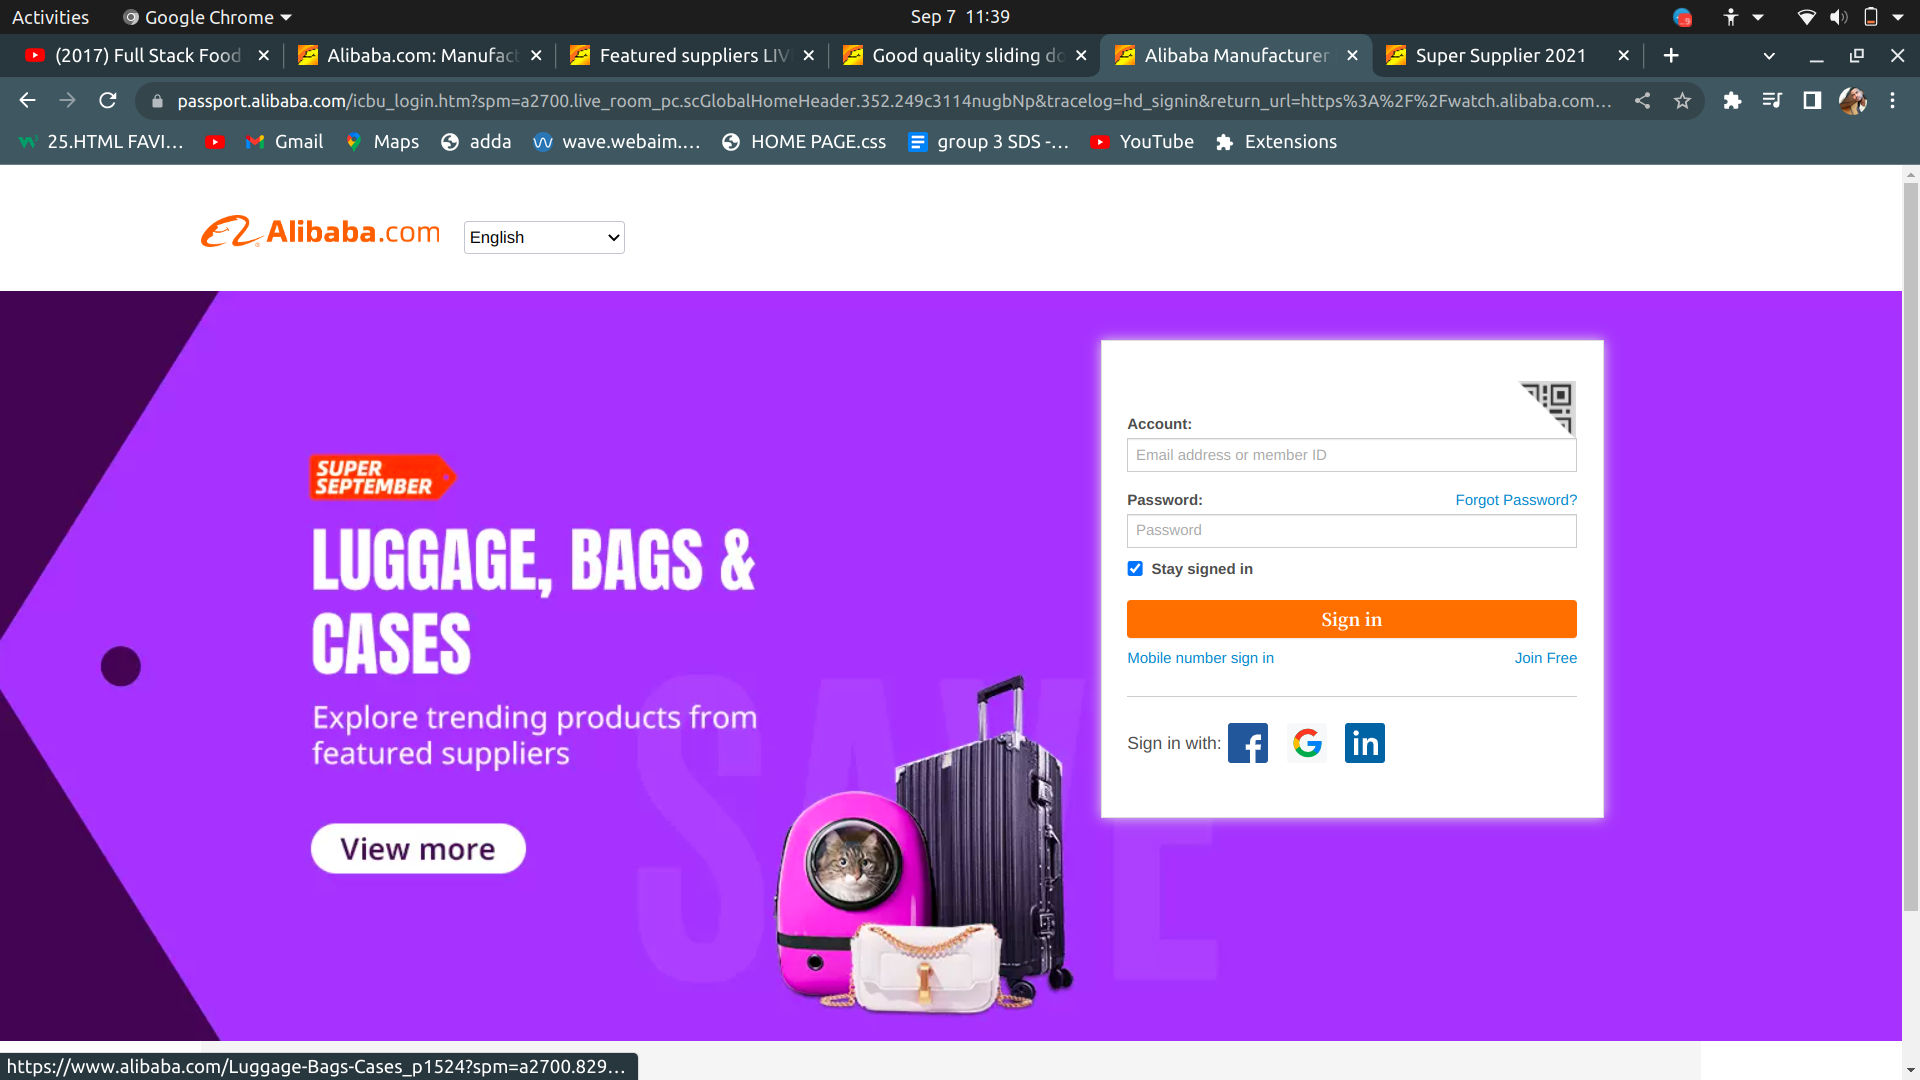 Activities
Google Chrome
Sep 7 11:39
(2017) Full Stack Food
Alibaba.com: Manufact
Featured suppliers LIV
Good quality sliding do
Alibaba Manufacturer
Super Supplier 2021
passport.alibaba.com/icbu_login.htm?spm=a2700.live_room_pc.scGlobalHomeHeader.352.249c3114nugbNp&tracelog=hd_signin&return_url=https%3A%2F%2Fwatch.alibaba.com...
25.HTML FAVI...
Gmail
Maps
adda
wave.webaim....
HOME PAGE.css
group 3 SDS -...
YouTube
Extensions
Alibaba.com
English
SUPER
SEPTEMBER
LUGGAGE, BAGS &
CASES
Explore trending products from
featured suppliers
View more
SAVE
Account:
Email address or member ID
Password:
Forgot Password?
Password
Stay signed in
Sign in
Mobile number sign in
Join Free
Sign in with:
https://www.alibaba.com/Luggage-Bags-Cases_p1524?spm=a2700.829...